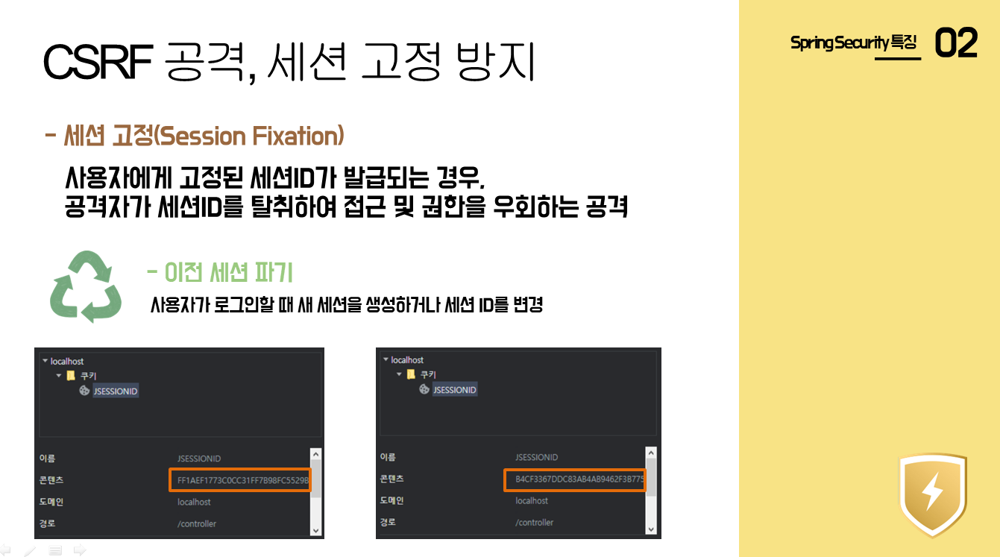 CSRF 공격, 세션 고정 방지
Spring Security 특징 02
- 세션 고정(Session Fixation)
사용자에게 고정된 세션ID가 발급되는 경우,
공격자가 세션ID를 탈취하여 접근 및 권한을 우회하는 공격
- 이전 세션 파기
사용자가 로그인할 때 새 세션을 생성하거나 세션 ID를 변경
localhost
쿠키
JSESSIONID
이름 JSESSIONID
콘텐츠 FF1AEF1773C0CC31FF7B98FC5529B
도메인 localhost
경로 /controller
localhost
쿠키
JSESSIONID
이름 JSESSIONID
콘텐츠 B4CF3367DDC83AB4AB9462F3B775
도메인 localhost
경로 /controller